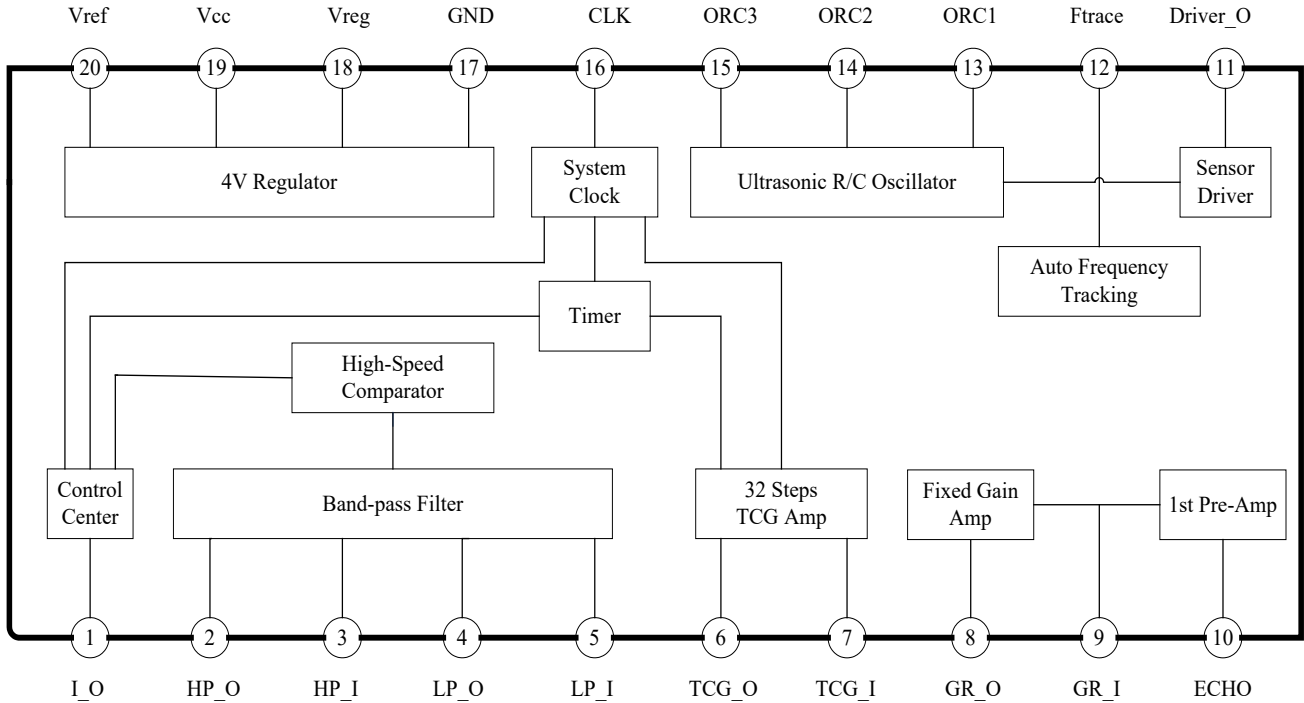 Vref Vcc Vreg GND CLK ORC3 ORC2 ORC1 Ftrace Driver_O
20 19 18 17 16 15 14 13 12 11
4V Regulator
System
Clock
Ultrasonic R/C Oscillator
Sensor
Driver
Auto Frequency
Tracking
Timer
High-Speed
Comparator
Control
Center
Band-pass Filter
32 Steps
TCG Amp
Fixed Gain
Amp
1st Pre-Amp
1 2 3 4 5 6 7 8 9 10
I_O HP_O HP_I LP_O LP_I TCG_O TCG_I GR_O GR_I ECHO